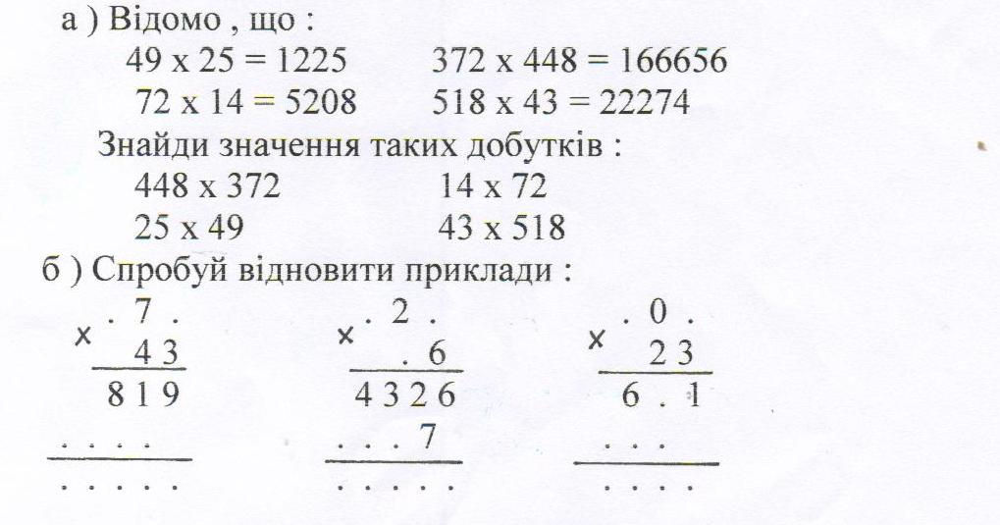 а ) Відомо , що :
49 х 25 = 1225 372 х 448 = 166656
72 х 14 = 5208 518 х 43 = 22274
Знайди значення таких добутків :
448 х 372 14 х 72
25 х 49 43 х 518
б ) Спробуй відновити приклади :
. 7 . . 2 . . 0 .
х 4 3 х . 6 х 2 3
8 1 9 4 3 2 6 6 . 1
. . . . . . . 7 . . .
. . . . . . . . . . . . . .